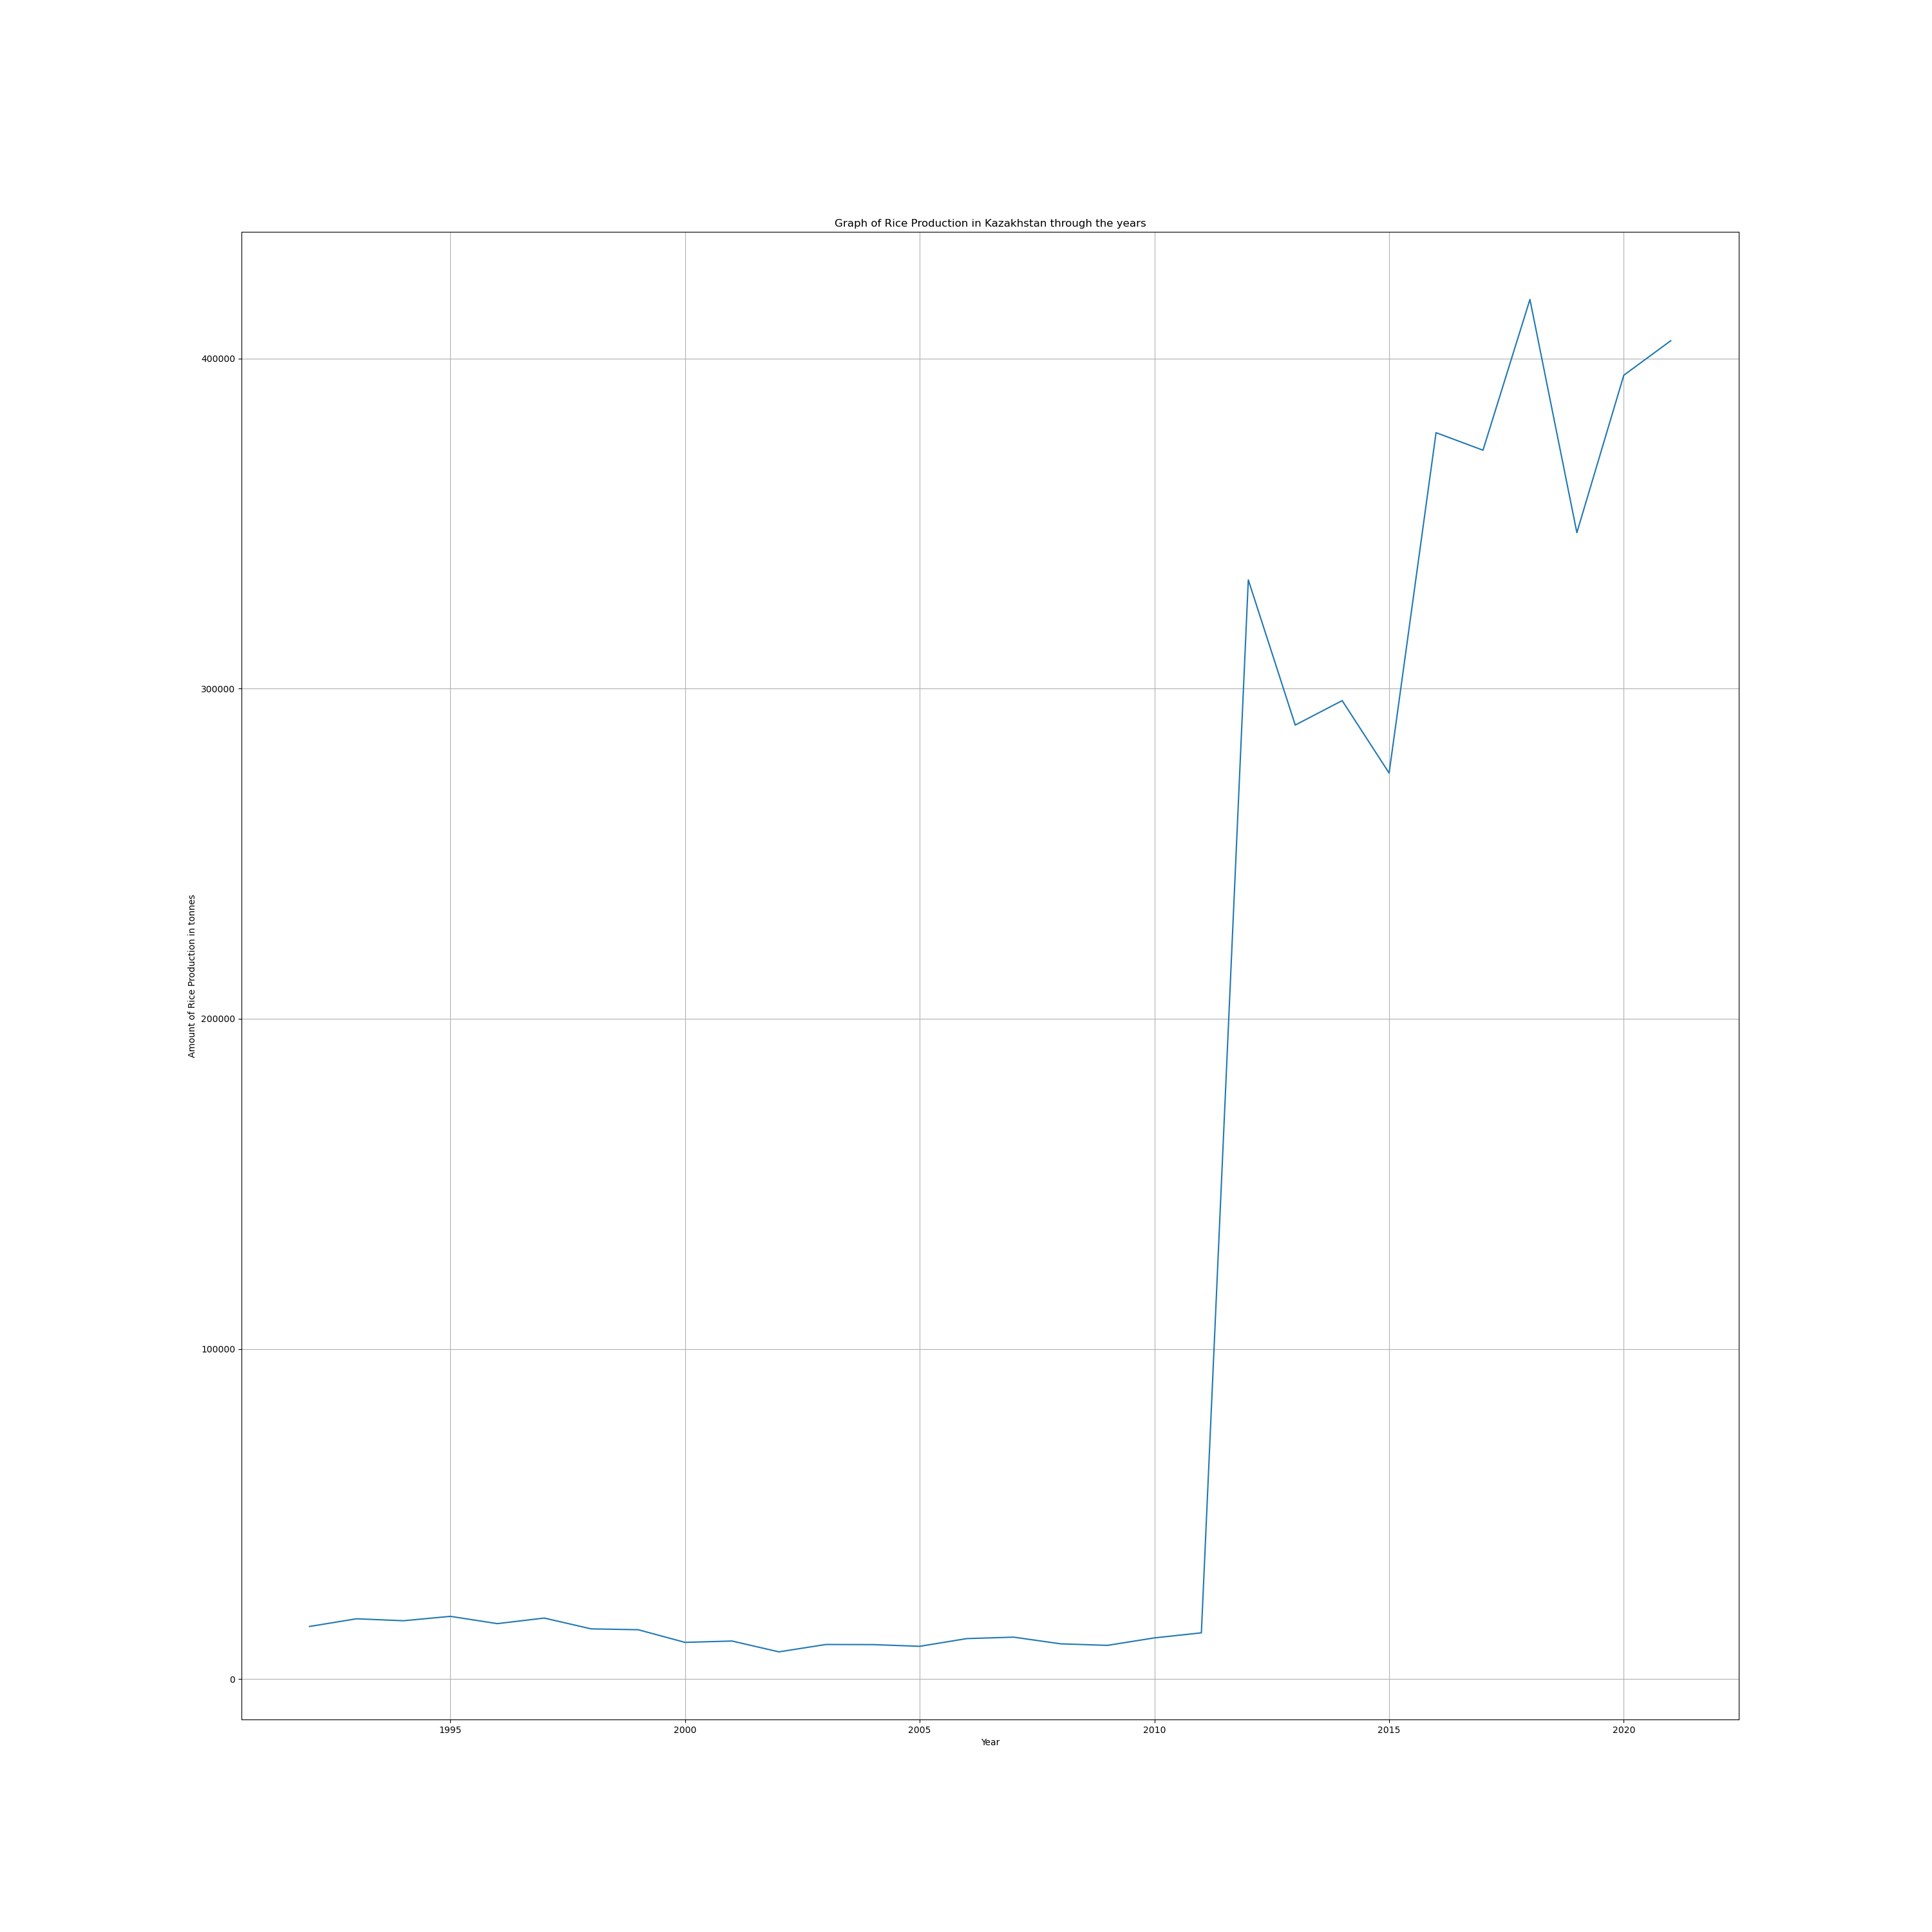 Graph of Rice Production in Kazakhstan through the years
Amount of Rice Production in tonnes
400000
300000
200000
100000
0
1995 2000 2005 2010 2015 2020
Year